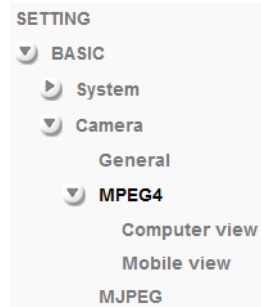 SETTING
BASIC
System
Camera
General
MPEG4
Computer view
Mobile view
MJPEG